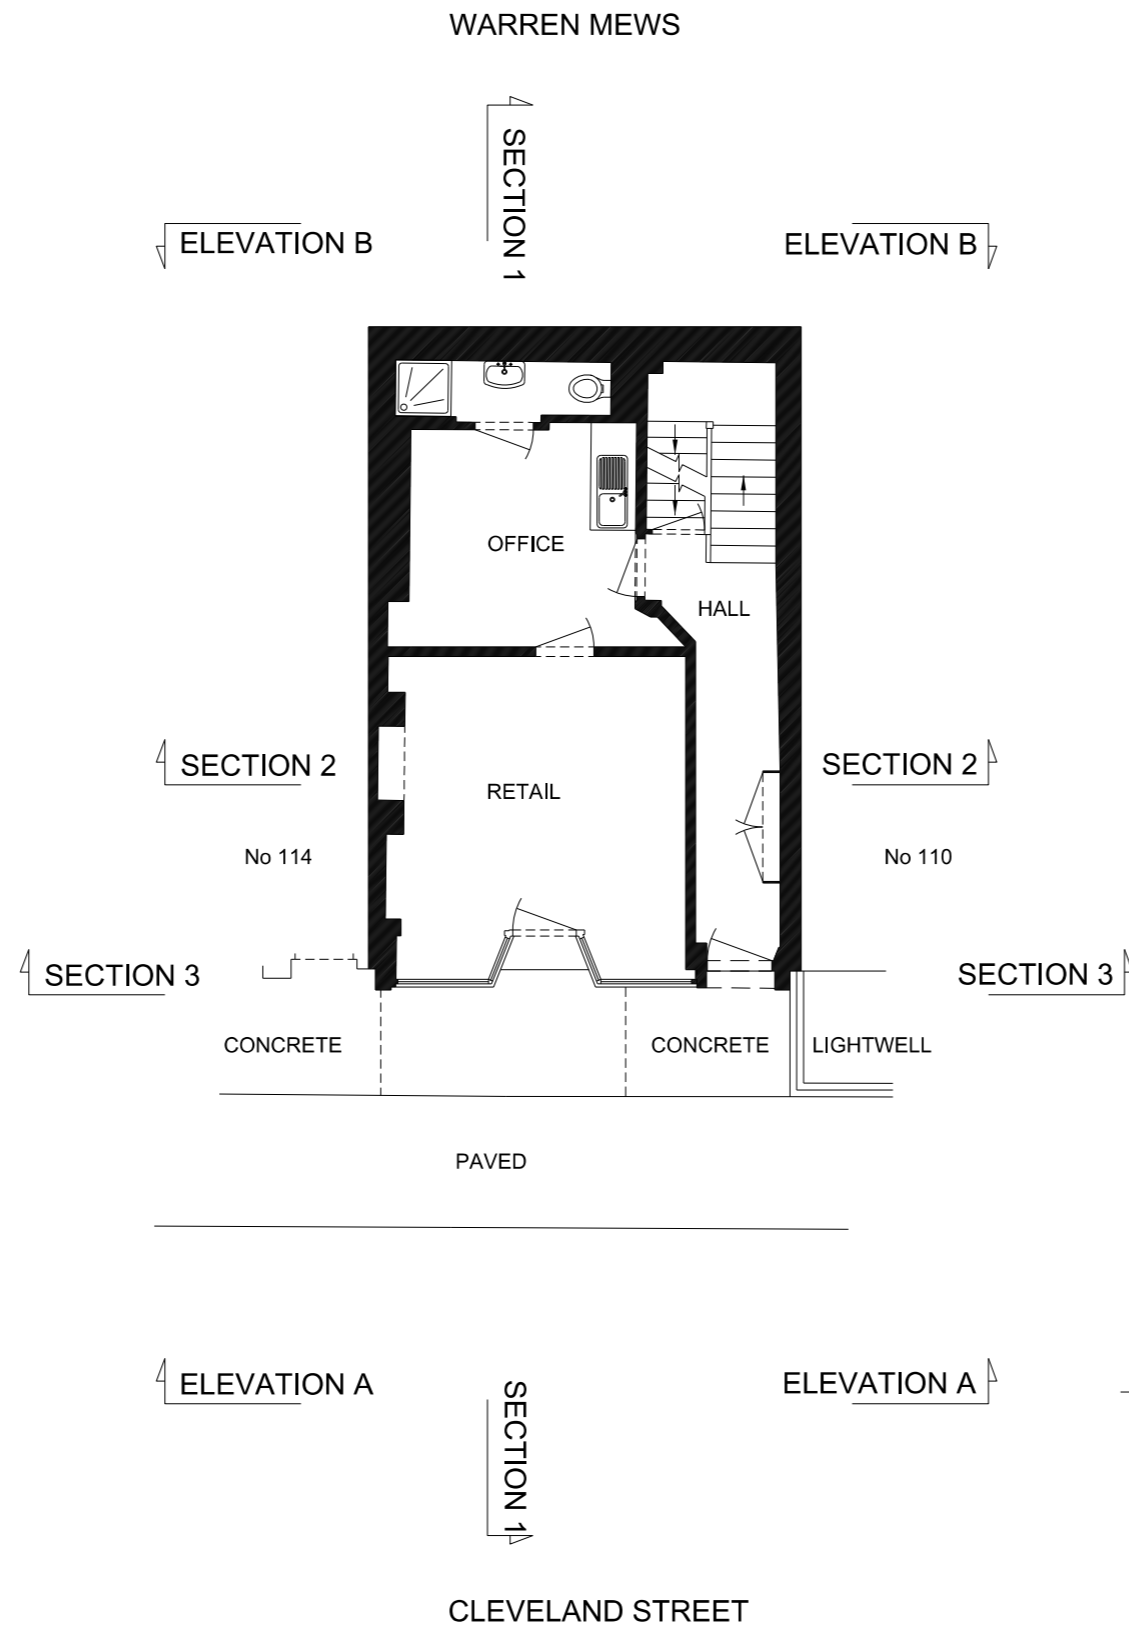 WARREN MEWS
SECTION 1
ELEVATION B
ELEVATION B
OFFICE
HALL
SECTION 2
RETAIL
SECTION 2
No 114
No 110
SECTION 3
SECTION 3
CONCRETE
CONCRETE
LIGHTWELL
PAVED
ELEVATION A
ELEVATION A
SECTION 1
CLEVELAND STREET